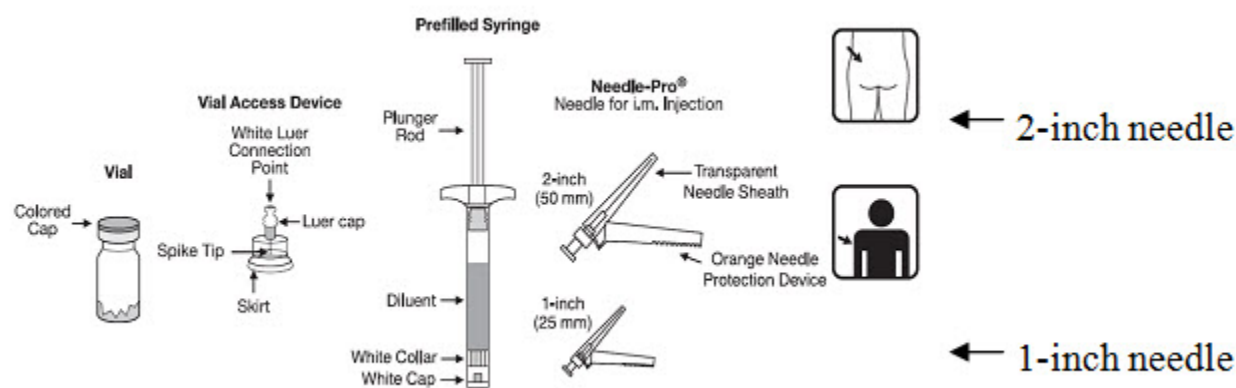 Prefilled Syringe
Vial Access Device
Needle-Pro®
Needle for i.m. Injection
Plunger
Rod
2-inch needle
White Luer
Connection
Point
Vial
2-inch
(50 mm)
Transparent
Needle Sheath
Colored
Cap
Luer cap
Spike Tip
Orange Needle
Protection Device
Skirt
Diluent
1-inch
(25 mm)
White Collar
White Cap
1-inch needle